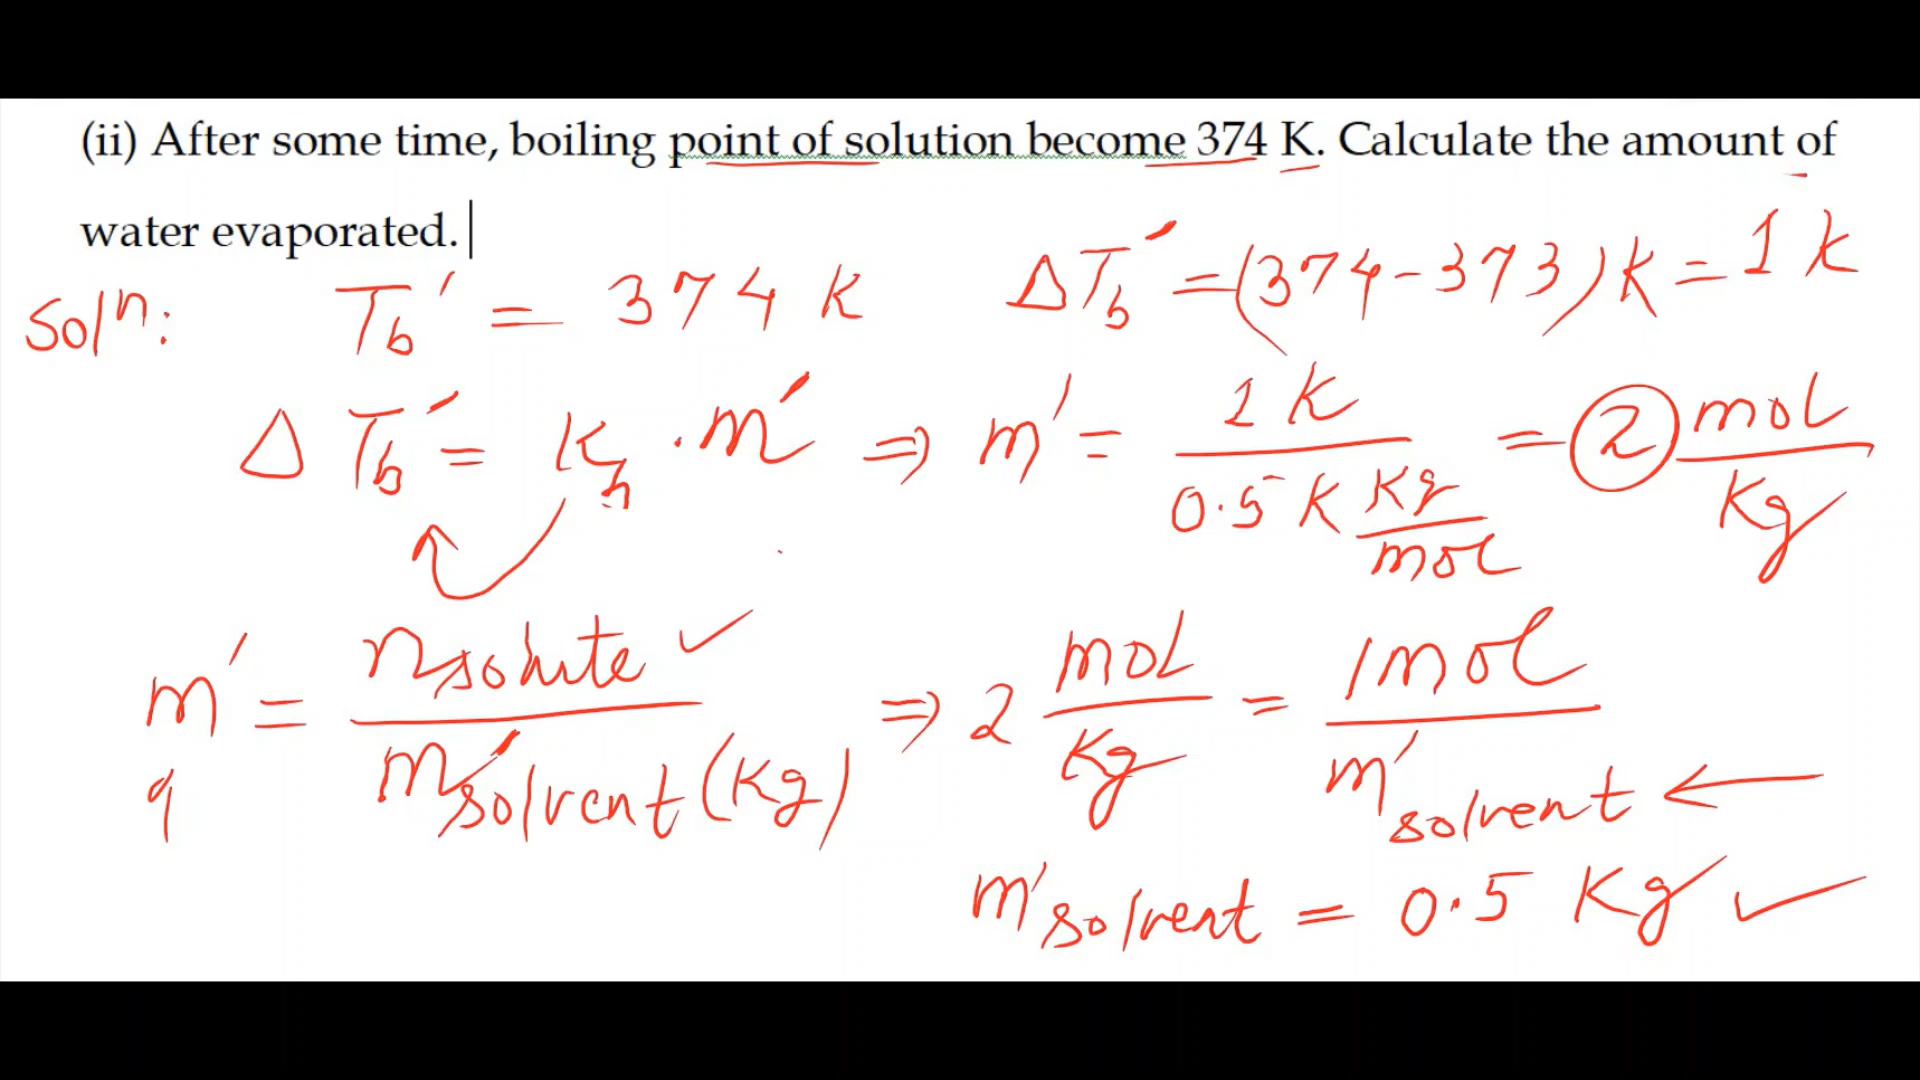 (ii) After some time, boiling point of solution become 374 K. Calculate the amount of
water evaporated.
Soln: Tb' = 374 K ΔTb' = (374-373)K = 1 K
ΔTb' = Kb · m' ⇒ m' = 1 K / 0.5 K Kg/mol = 2 mol/Kg
m' = nsolute / m'solvent (Kg) ⇒ 2 mol/Kg = 1 mol / m'solvent ←
m'solvent = 0.5 Kg ✓